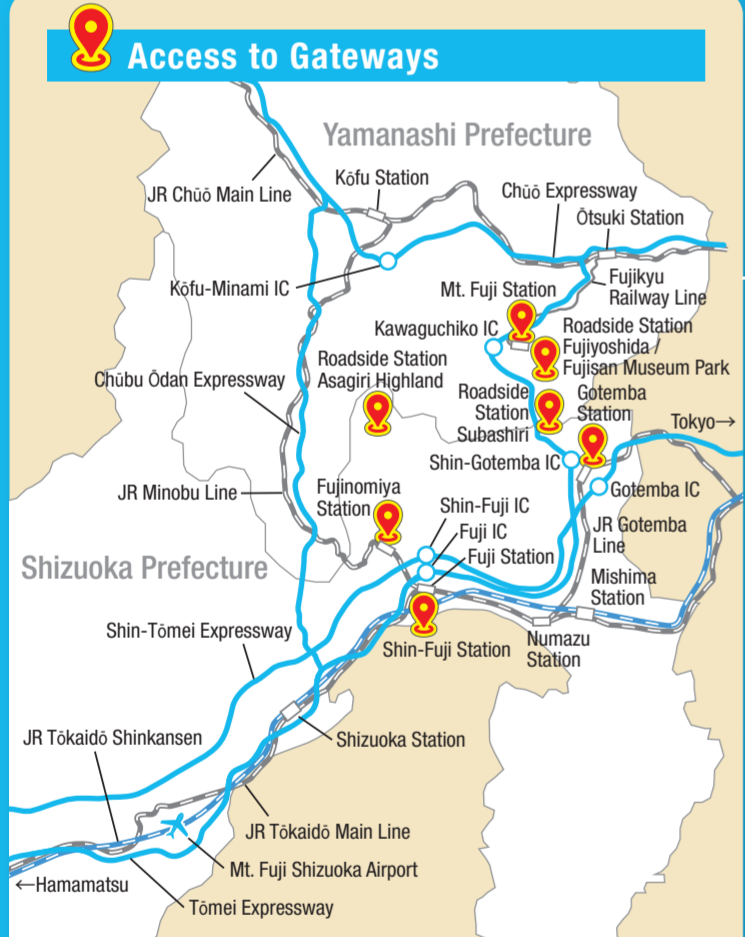 Access to Gateways
Yamanashi Prefecture
Kōfu Station
JR Chūō Main Line
Chūō Expressway
Ōtsuki Station
Kōfu-Minami IC
Mt. Fuji Station
Fujikyu
Railway Line
Kawaguchiko IC
Roadside Station
Fujiyoshida /
Fujisan Museum Park
Roadside Station
Asagiri Highland
Chūbu Ōdan Expressway
Roadside
Station
Subashiri
Gotemba
Station
Tokyo→
Shin-Gotemba IC
JR Minobu Line
Fujinomiya
Station
Gotemba IC
Shin-Fuji IC
Fuji IC
Fuji Station
JR Gotemba
Line
Shizuoka Prefecture
Mishima
Station
Shin-Tōmei Expressway
Shin-Fuji Station
Numazu
Station
JR Tōkaidō Shinkansen
Shizuoka Station
JR Tōkaidō Main Line
Mt. Fuji Shizuoka Airport
←Hamamatsu
Tōmei Expressway